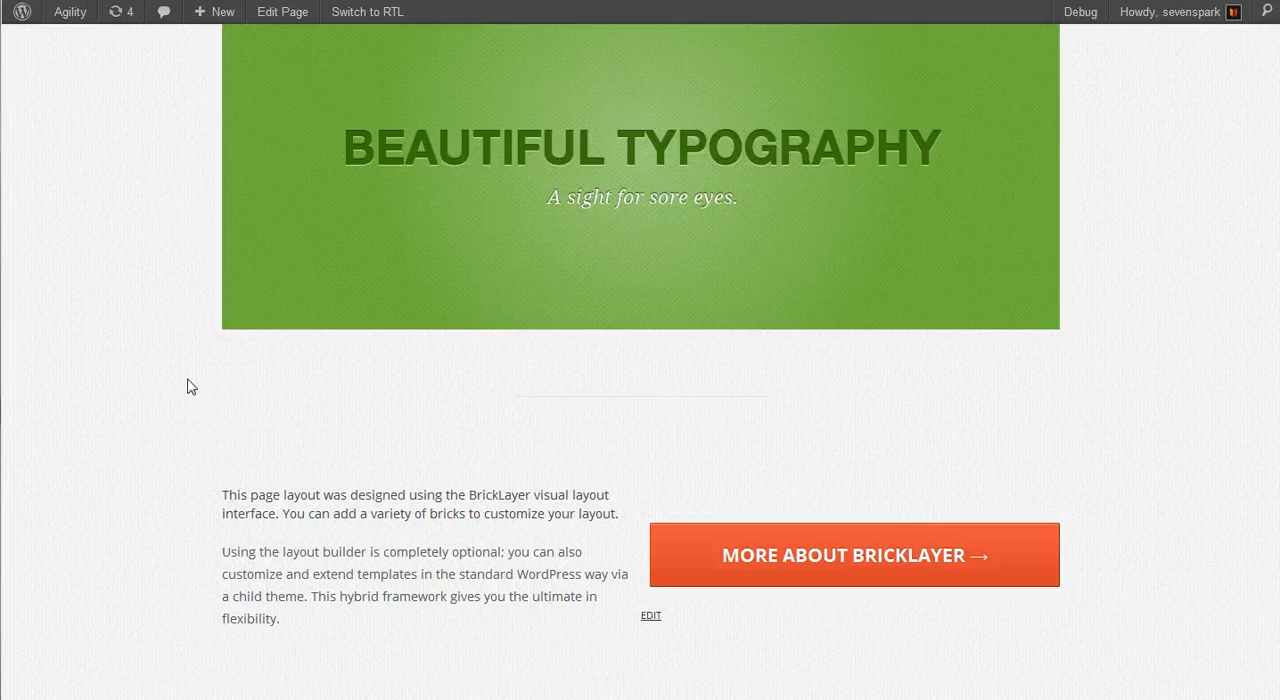 Agility 4 New Edit Page Switch to RTL Debug Howdy, sevenspark
BEAUTIFUL TYPOGRAPHY
A sight for sore eyes.
This page layout was designed using the BrickLayer visual layout
interface. You can add a variety of bricks to customize your layout.
Using the layout builder is completely optional; you can also
customize and extend templates in the standard WordPress way via
a child theme. This hybrid framework gives you the ultimate in
flexibility.
MORE ABOUT BRICKLAYER →
EDIT